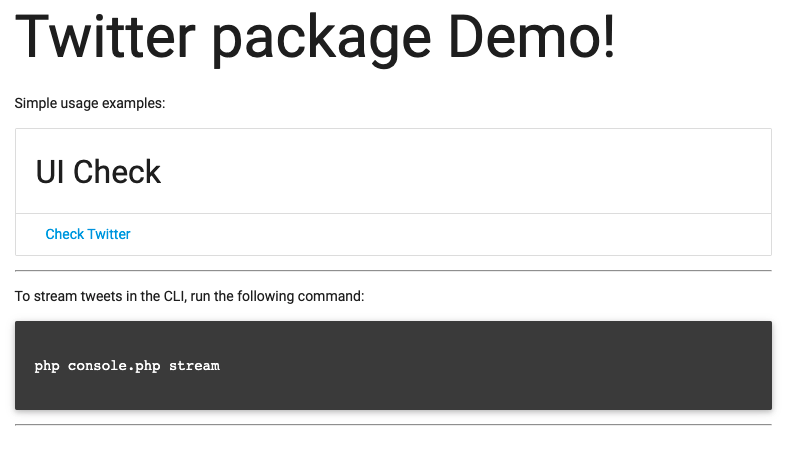 Twitter package Demo!
Simple usage examples:
UI Check
Check Twitter
To stream tweets in the CLI, run the following command:
php console.php stream